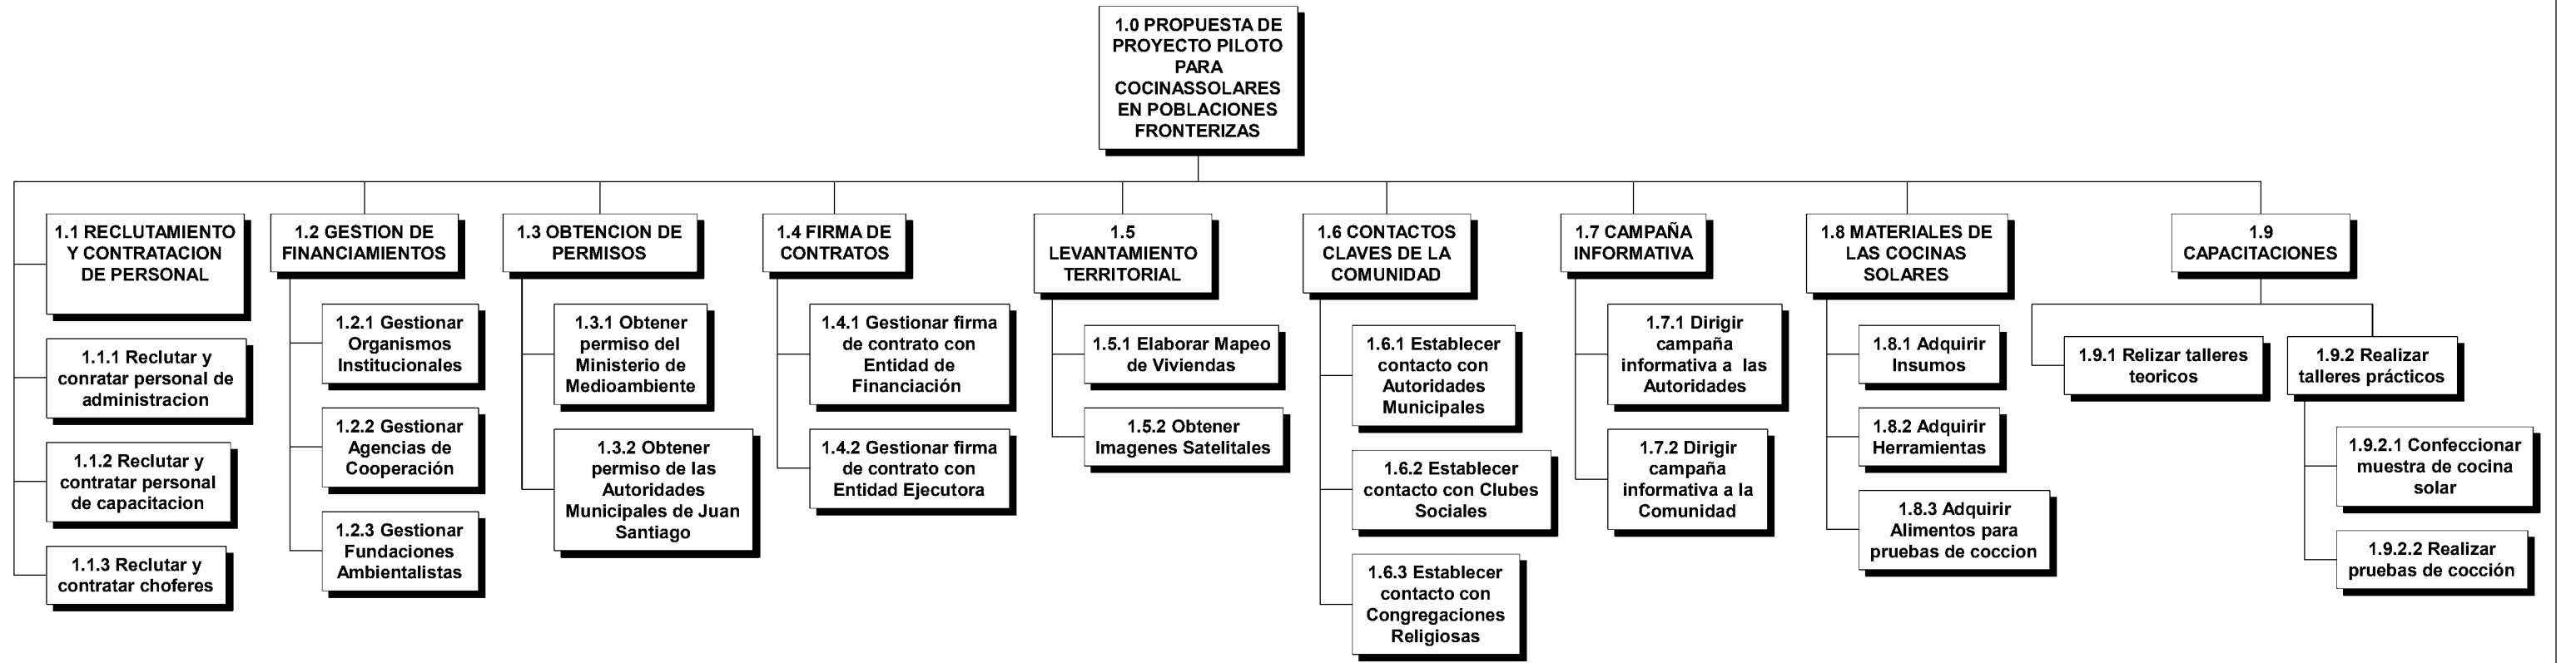 1.0 PROPUESTA DE
PROYECTO PILOTO
PARA
COCINASSOLARES
EN POBLACIONES
FRONTERIZAS
1.1 RECLUTAMIENTO
Y CONTRATACION
DE PERSONAL
1.1.1 Reclutar y
conratar personal de
administracion
1.1.2 Reclutar y
contratar personal
de capacitacion
1.1.3 Reclutar y
contratar choferes
1.2 GESTION DE
FINANCIAMIENTOS
1.2.1 Gestionar
Organismos
Institucionales
1.2.2 Gestionar
Agencias de
Cooperación
1.2.3 Gestionar
Fundaciones
Ambientalistas
1.3 OBTENCION DE
PERMISOS
1.3.1 Obtener
permiso del
Ministerio de
Medioambiente
1.3.2 Obtener
permiso de las
Autoridades
Municipales de Juan
Santiago
1.4 FIRMA DE
CONTRATOS
1.4.1 Gestionar firma
de contrato con
Entidad de
Financiación
1.4.2 Gestionar firma
de contrato con
Entidad Ejecutora
1.5
LEVANTAMIENTO
TERRITORIAL
1.5.1 Elaborar Mapeo
de Viviendas
1.5.2 Obtener
Imagenes Satelitales
1.6 CONTACTOS
CLAVES DE LA
COMUNIDAD
1.6.1 Establecer
contacto con
Autoridades
Municipales
1.6.2 Establecer
contacto con Clubes
Sociales
1.6.3 Establecer
contacto con
Congregaciones
Religiosas
1.7 CAMPAÑA
INFORMATIVA
1.7.1 Dirigir
campaña
informativa a  las
Autoridades
1.7.2 Dirigir
campaña
informativa a la
Comunidad
1.8 MATERIALES DE
LAS COCINAS
SOLARES
1.8.1 Adquirir
Insumos
1.8.2 Adquirir
Herramientas
1.8.3 Adquirir
Alimentos para
pruebas de coccion
1.9
CAPACITACIONES
1.9.1 Relizar talleres
teoricos
1.9.2 Realizar
talleres prácticos
1.9.2.1 Confeccionar
muestra de cocina
solar
1.9.2.2 Realizar
pruebas de cocción